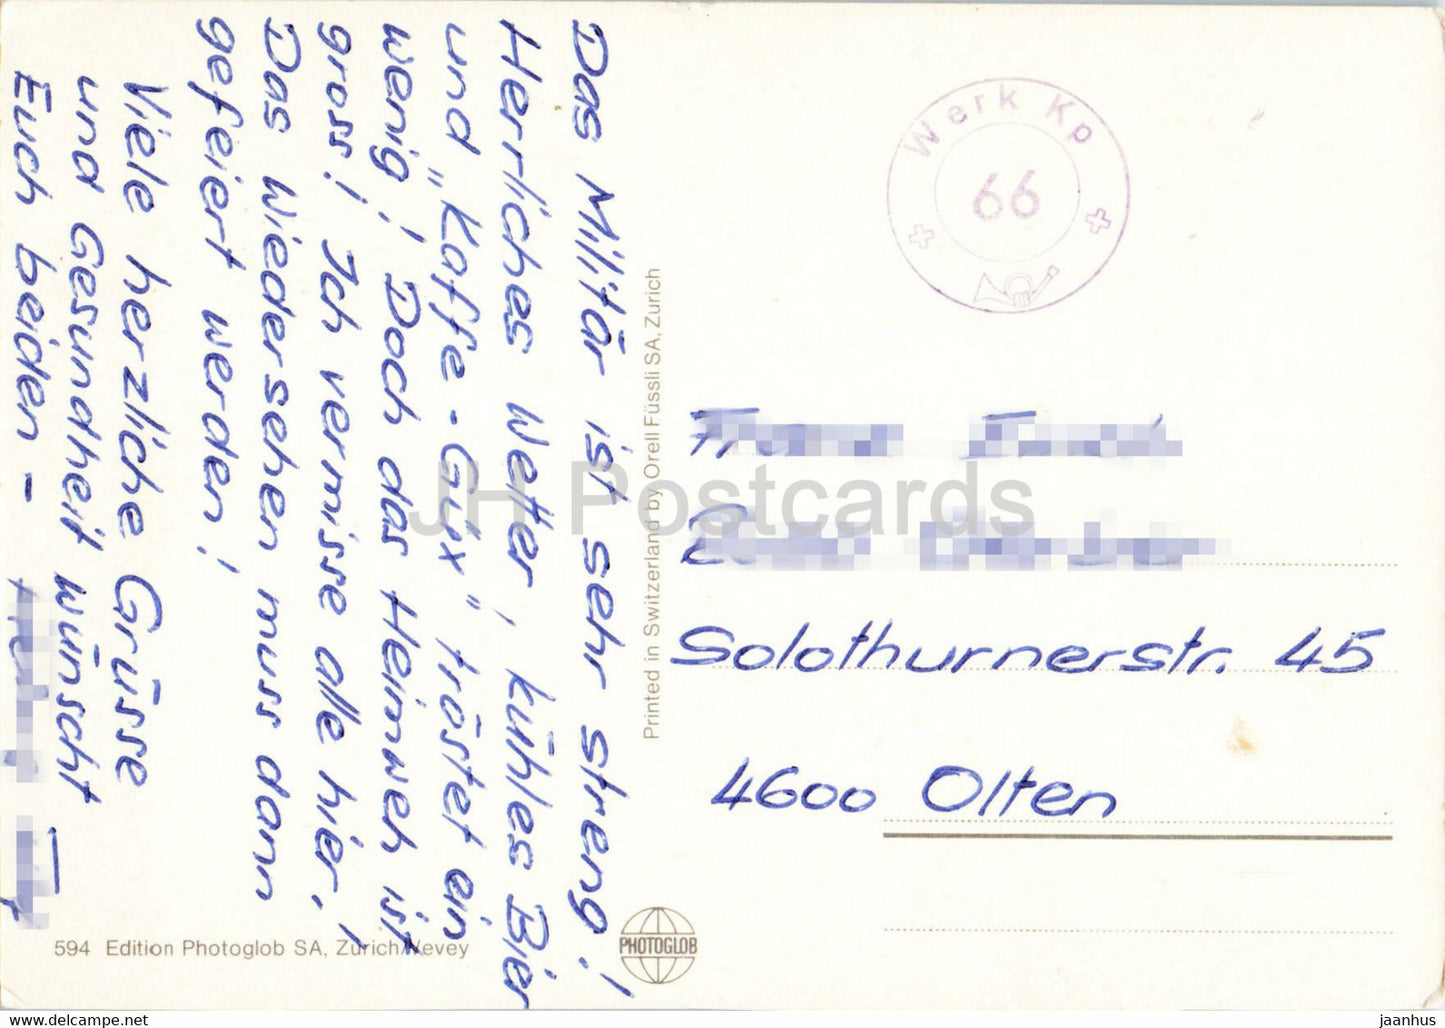 Das Militär ist sehr streng!
Herrliches Wetter, kühles Bier
und „Kaffe-Güx" tröstet ein
wenig! Doch das Heimweh ist
gross! Ich vermisse alle hier!
Das Wiedersehen muss dann
gefeiert werden!
Viele herzliche Grüsse
und Gesundheit wünscht
Euch beiden -
594 Edition Photoglob SA, Zurich/Vevey
Printed in Switzerland by Orell Füssli SA, Zurich
PHOTOGLOB
Werk Kp
66
Solothurnerstr. 45
4600 Olten
JH Postcards
jaanhus